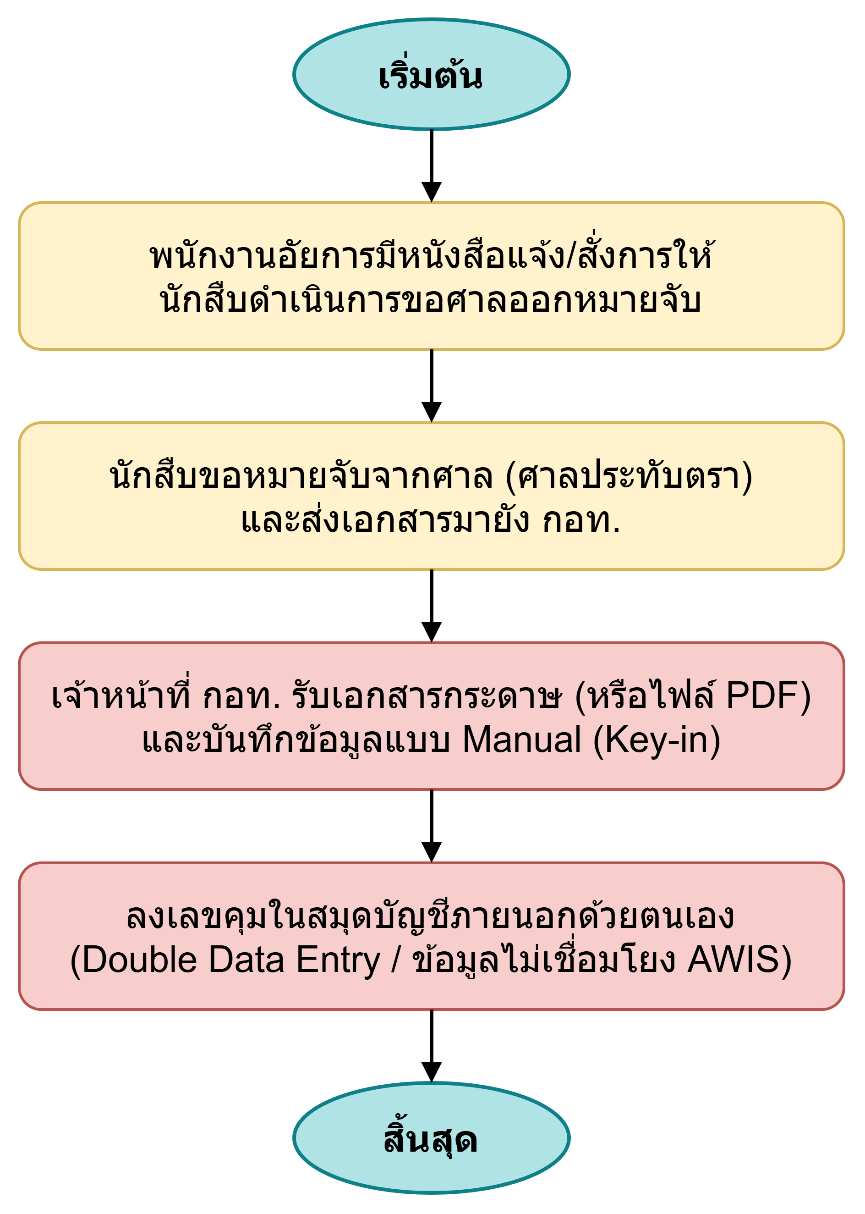 เริ่มต้น
พนักงานอัยการมีหนังสือแจ้ง/สั่งการให้
นักสืบดำเนินการขอศาลออกหมายจับ
นักสืบขอหมายจับจากศาล (ศาลประทับตรา)
และส่งเอกสารมายัง กอท.
เจ้าหน้าที่ กอท. รับเอกสารกระดาษ (หรือไฟล์ PDF)
และบันทึกข้อมูลแบบ Manual (Key-in)
ลงเลขคุมในสมุดบัญชีภายนอกด้วยตนเอง
(Double Data Entry / ข้อมูลไม่เชื่อมโยง AWIS)
สิ้นสุด